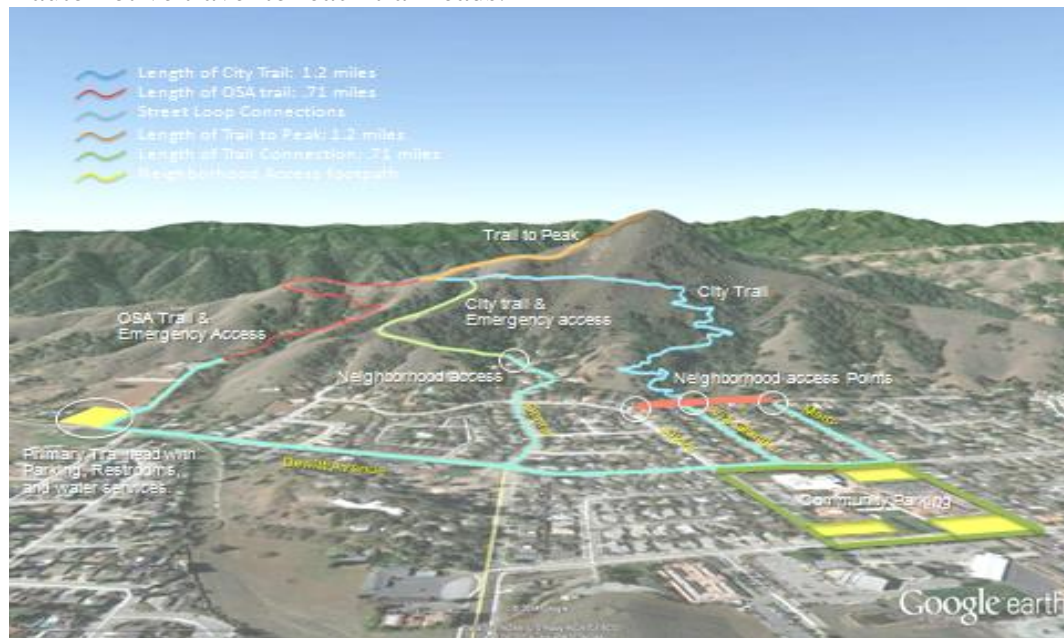 Length of City Trail: 1.2 miles
Length of OSA trail: .71 miles
Street Loop Connections
Length of Trail to Peak: 1.2 miles
Length of Trail Connection: .71 miles
Neighborhood Access footpath
Trail to Peak
OSA Trail &
Emergency Access
City trail &
Emergency access
City Trail
Neighborhood access
Neighborhood access Points
Primary Trailhead with
Parking, Restrooms,
and water services.
Dewitt Avenue
Community Parking
Google earth